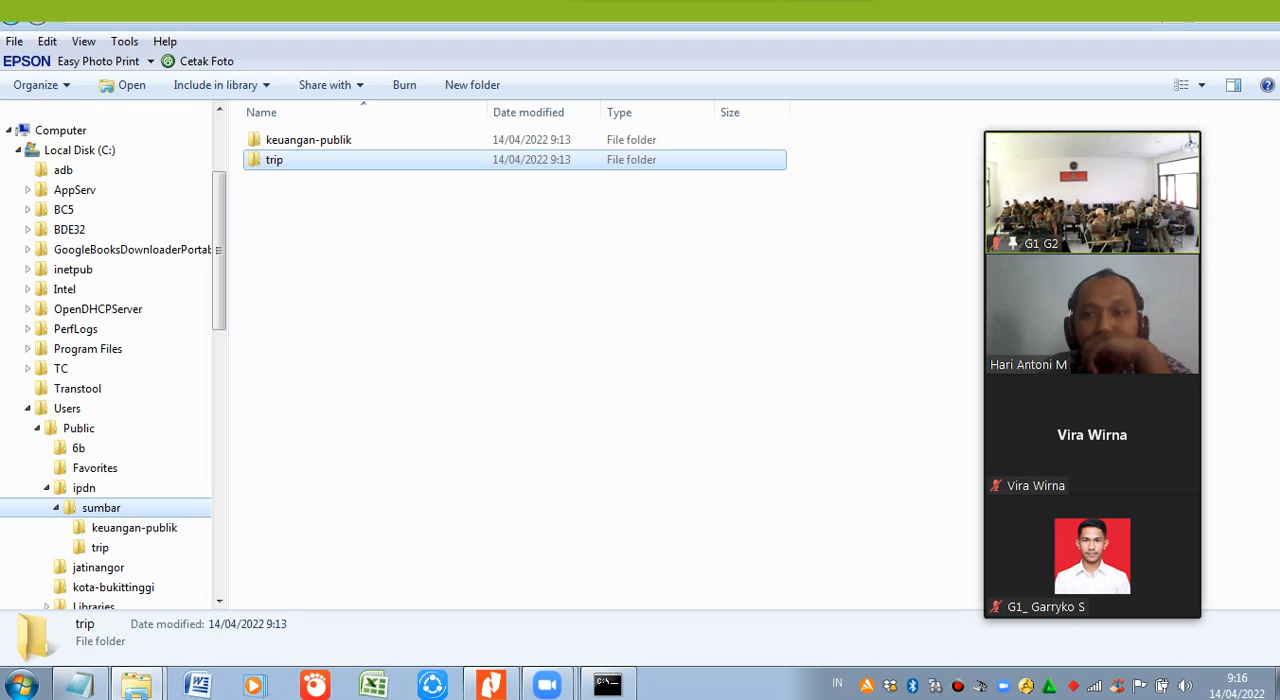 File Edit View Tools Help
EPSON Easy Photo Print Cetak Foto
Organize Open Include in library Share with Burn New folder
Name Date modified Type Size
keuangan-publik 14/04/2022 9:13 File folder
trip 14/04/2022 9:13 File folder
Computer
Local Disk (C:)
adb
AppServ
BC5
BDE32
GoogleBooksDownloaderPortab
inetpub
Intel
OpenDHCPServer
PerfLogs
Program Files
TC
Transtool
Users
Public
6b
Favorites
ipdn
sumbar
keuangan-publik
trip
jatinangor
kota-bukittinggi
Libraries
G1 G2
Hari Antoni M
Vira Wirna
Vira Wirna
G1_ Garryko S
trip Date modified: 14/04/2022 9:13
File folder
IN
9:16
14/04/2022